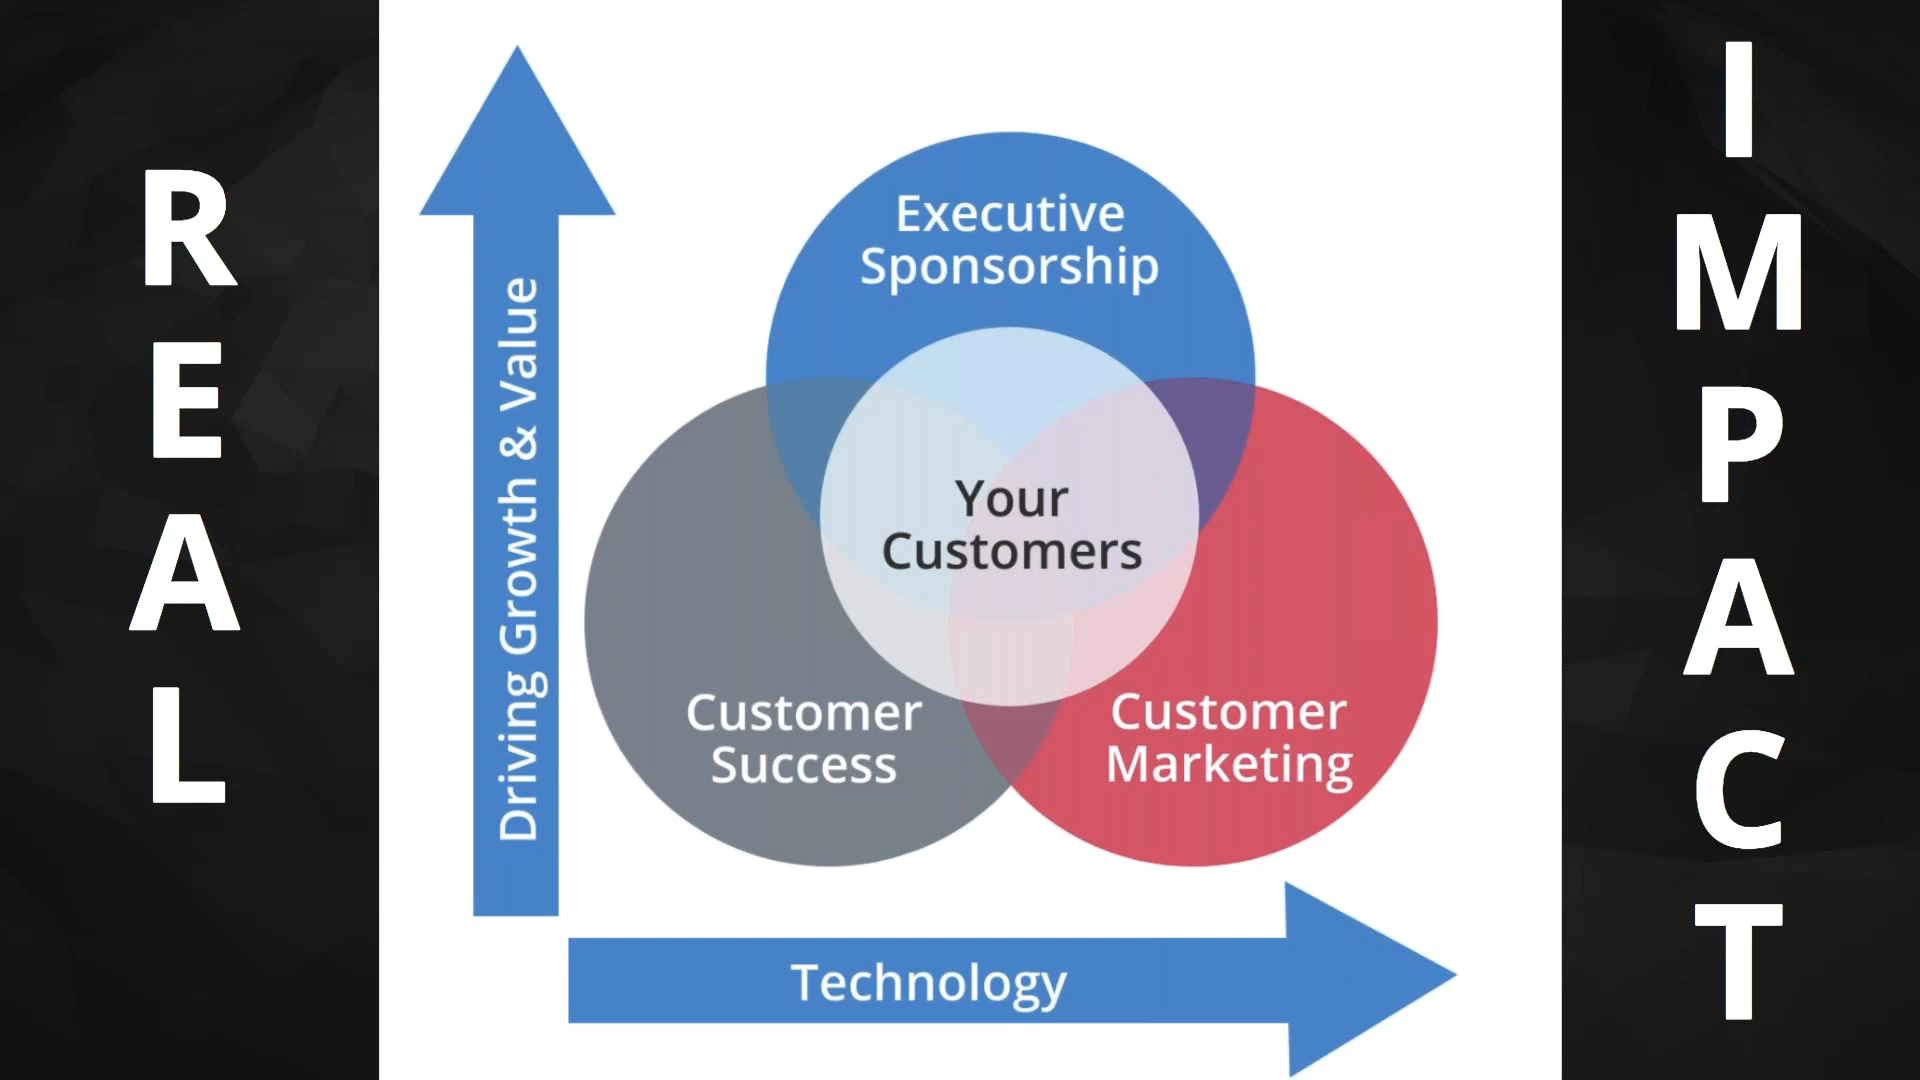 REAL
Driving Growth & Value
Executive
Sponsorship
Your
Customers
Customer
Success
Customer
Marketing
Technology
IMPACT